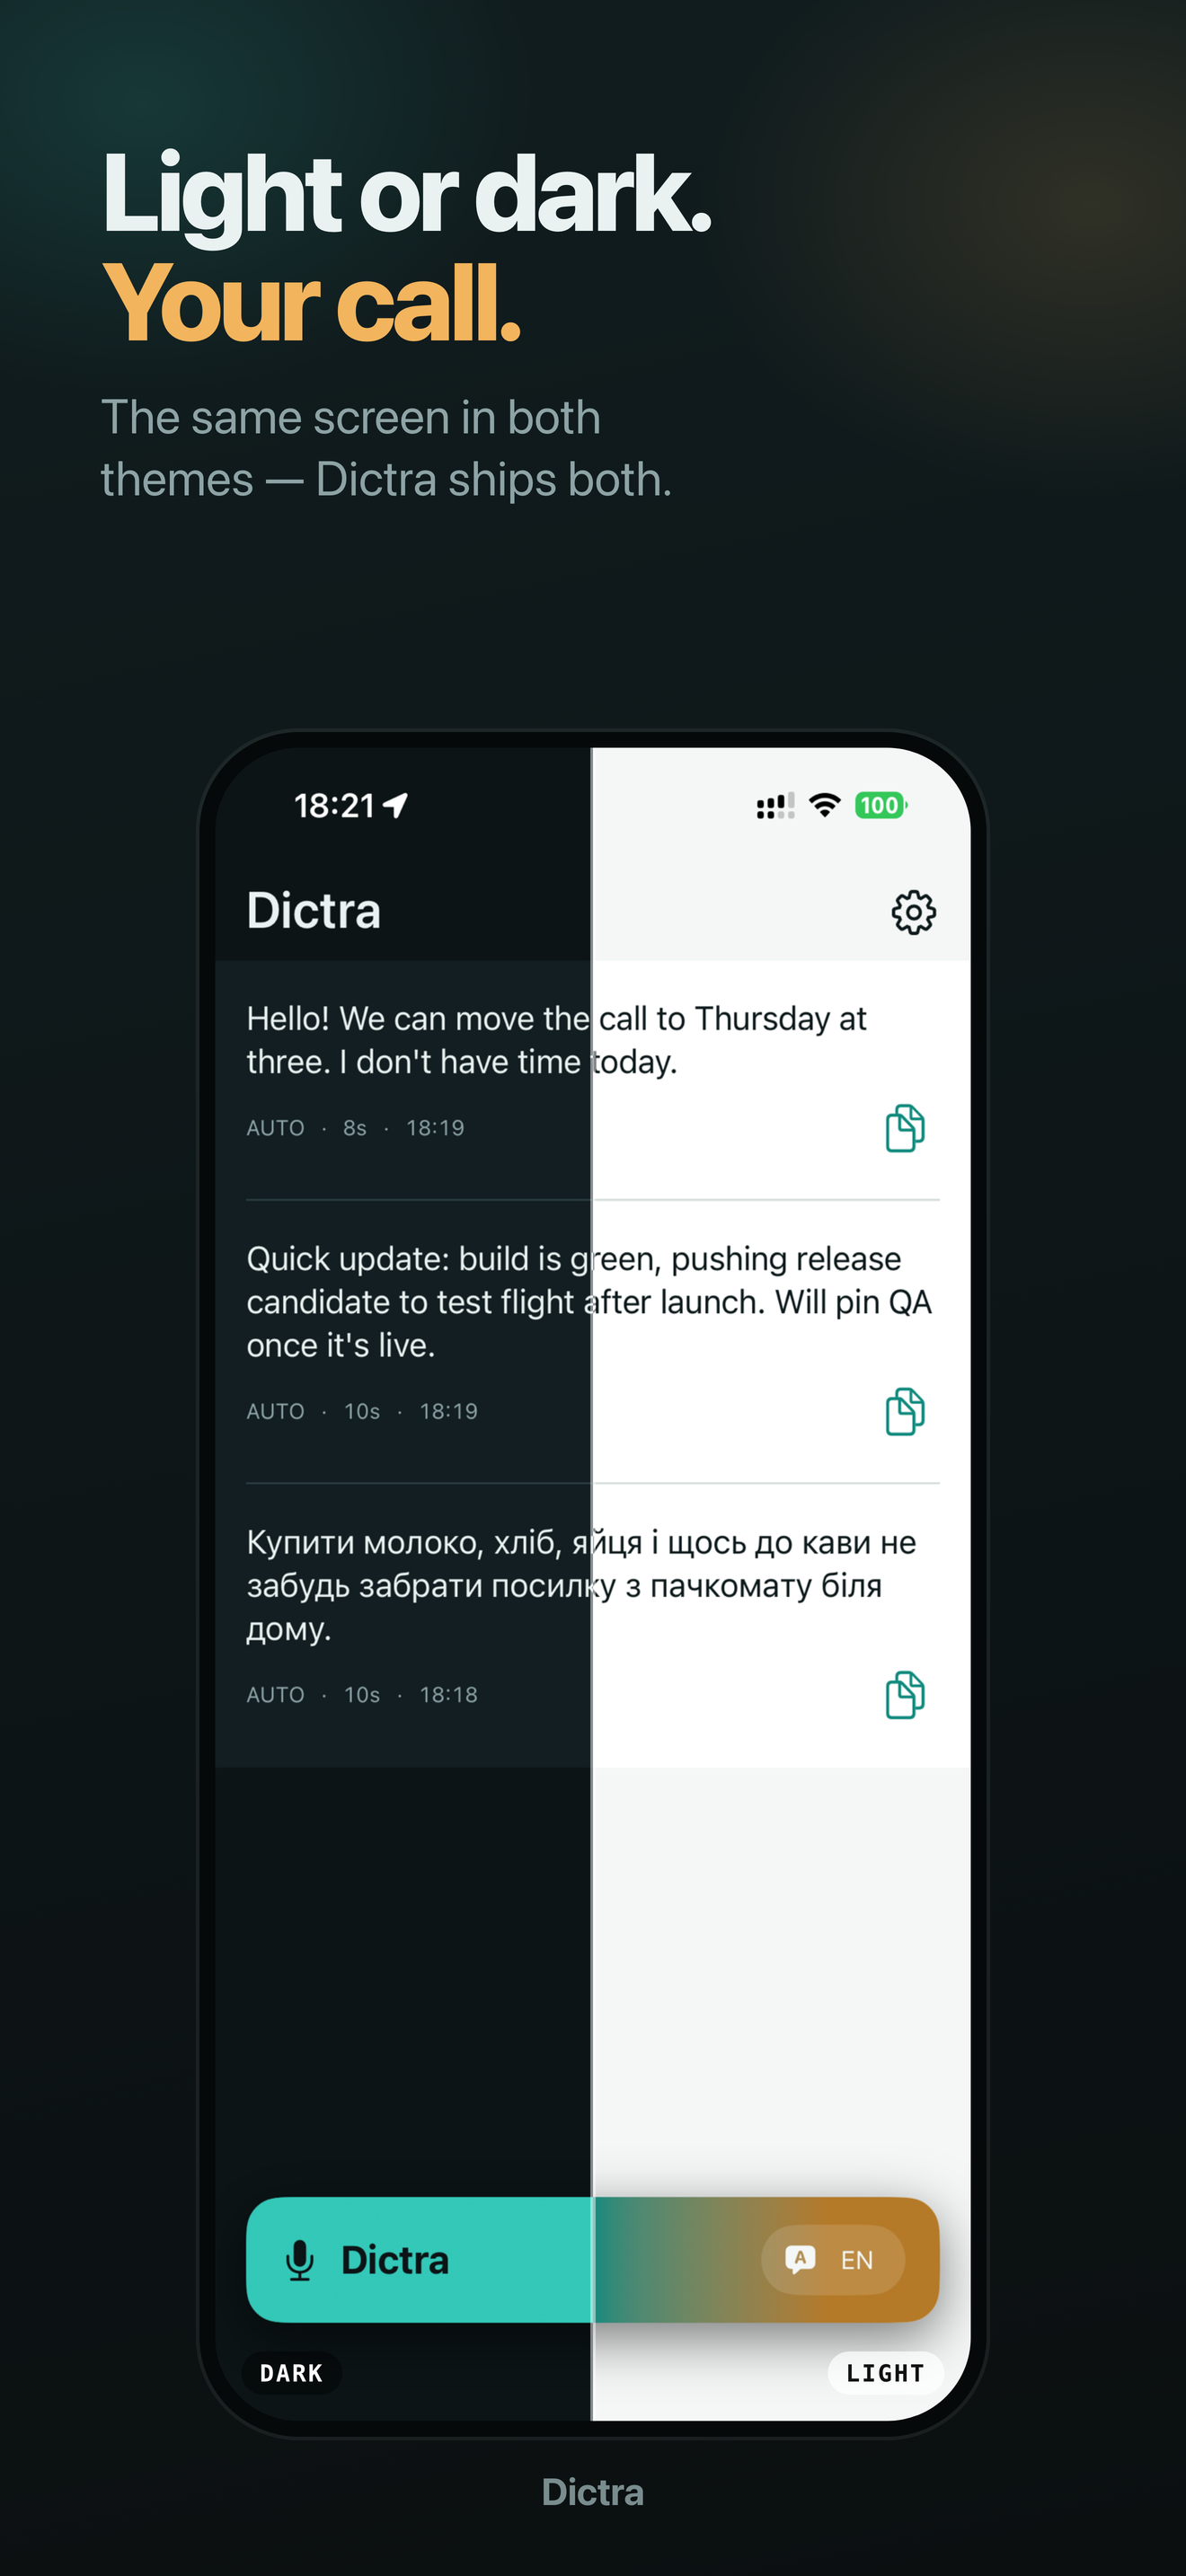 Light or dark.
Your call.
The same screen in both
themes — Dictra ships both.
18:21
100
Dictra
Hello! We can move the call to Thursday at
three. I don't have time today.
AUTO · 8s · 18:19
Quick update: build is green, pushing release
candidate to test flight after launch. Will pin QA
once it's live.
AUTO · 10s · 18:19
Купити молоко, хліб, яйця і щось до кави не
забудь забрати посилку з пачкомату біля
дому.
AUTO · 10s · 18:18
Dictra
A EN
DARK
LIGHT
Dictra